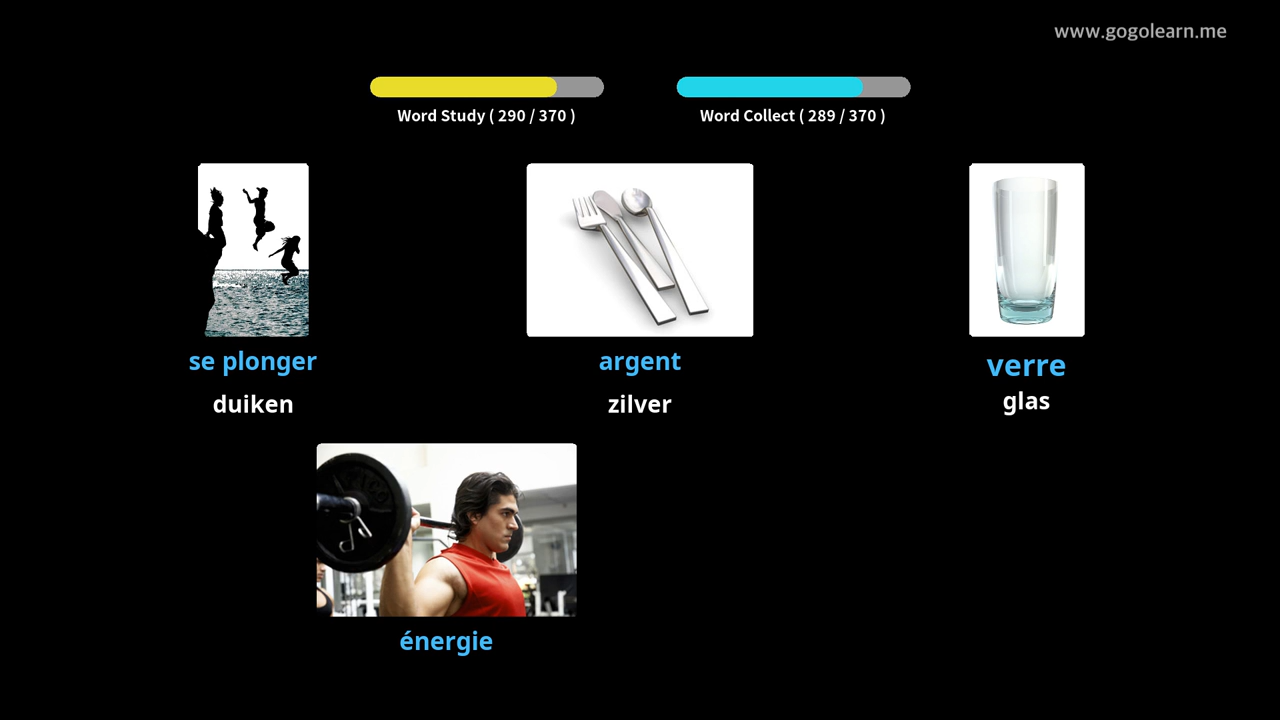 www.gogolearn.me
Word Study ( 290 / 370 )
Word Collect ( 289 / 370 )
se plonger
argent
verre
duiken
zilver
glas
énergie